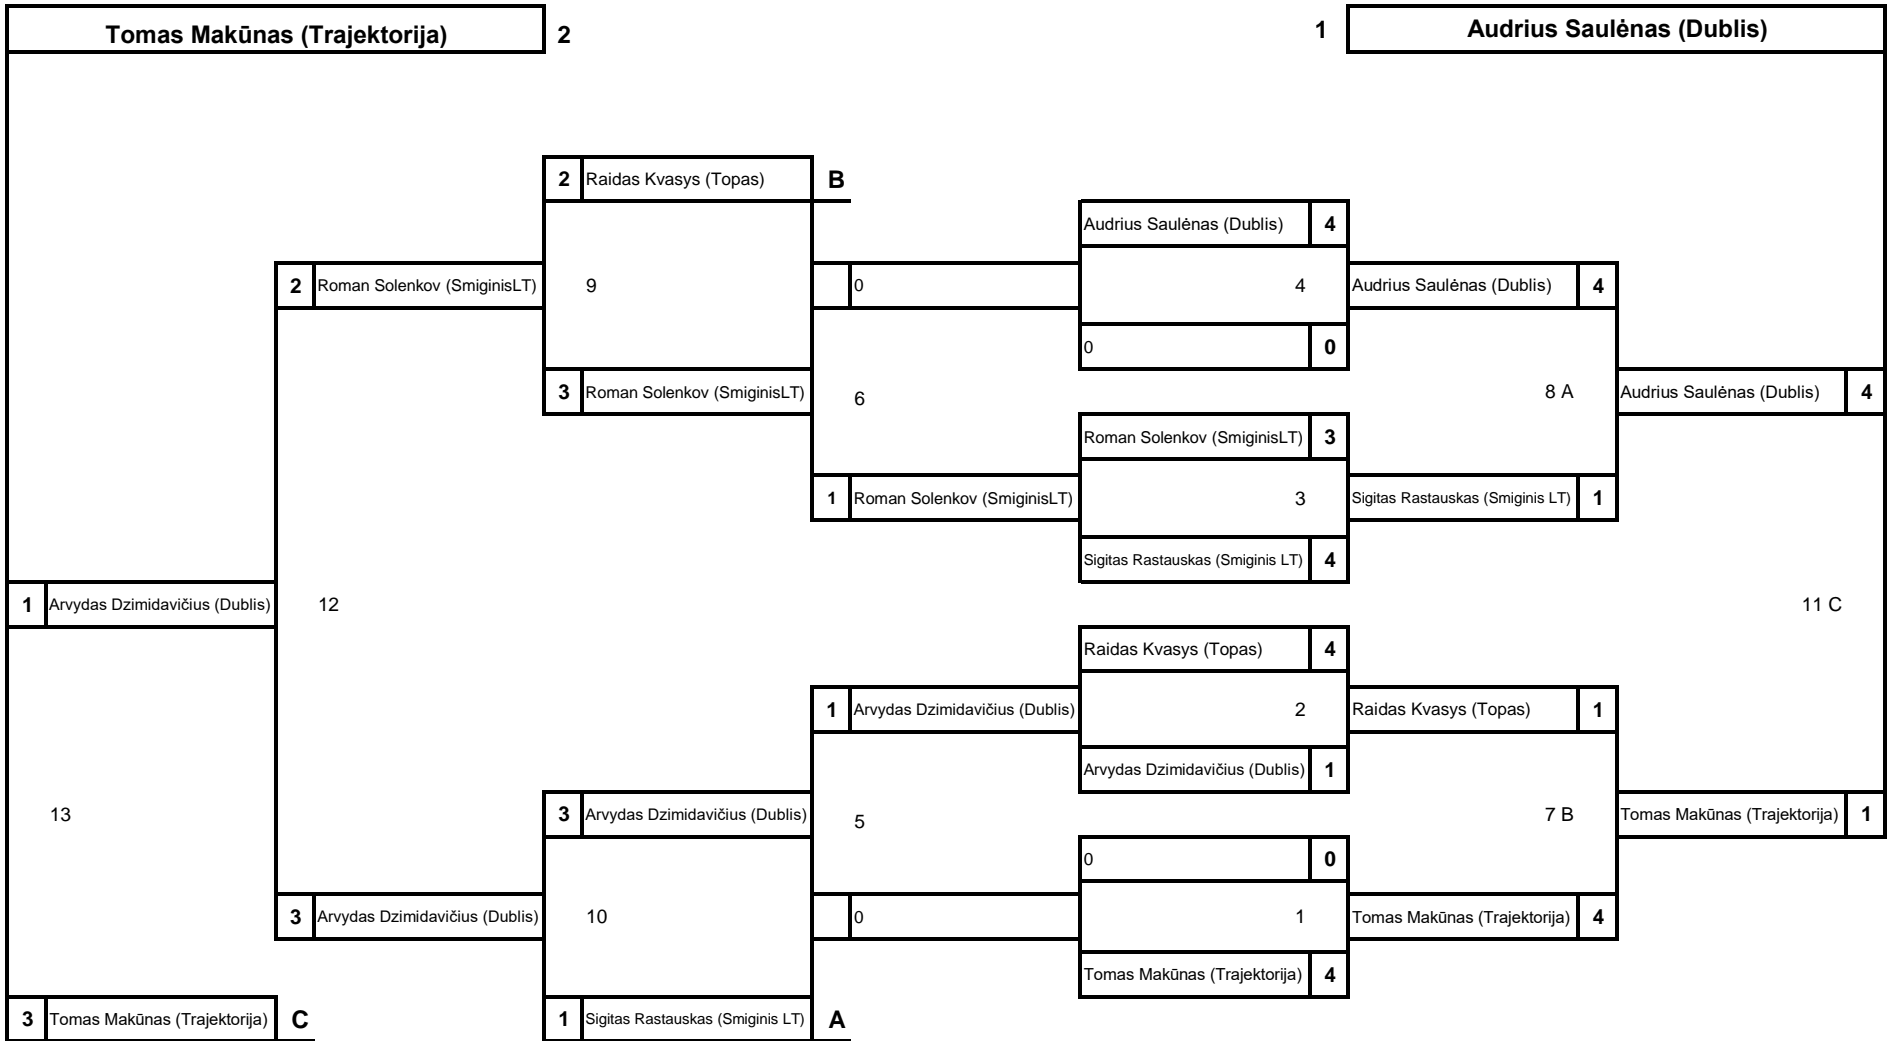 Tomas Makūnas (Trajektorija) 2 1 Audrius Saulėnas (Dublis)
2 Raidas Kvasys (Topas) B
Audrius Saulėnas (Dublis) 4
2 Roman Solenkov (SmiginisLT) 9 0 4 Audrius Saulėnas (Dublis) 4
0 0
3 Roman Solenkov (SmiginisLT) 6 8 A Audrius Saulėnas (Dublis) 4
Roman Solenkov (SmiginisLT) 3
1 Roman Solenkov (SmiginisLT) 3 Sigitas Rastauskas (Smiginis LT) 1
Sigitas Rastauskas (Smiginis LT) 4
1 Arvydas Dzimidavičius (Dublis) 12 11 C
Raidas Kvasys (Topas) 4
1 Arvydas Dzimidavičius (Dublis) 2 Raidas Kvasys (Topas) 1
Arvydas Dzimidavičius (Dublis) 1
13 3 Arvydas Dzimidavičius (Dublis) 5 7 B Tomas Makūnas (Trajektorija) 1
0 0
3 Arvydas Dzimidavičius (Dublis) 10 0 1 Tomas Makūnas (Trajektorija) 4
Tomas Makūnas (Trajektorija) 4
3 Tomas Makūnas (Trajektorija) C 1 Sigitas Rastauskas (Smiginis LT) A